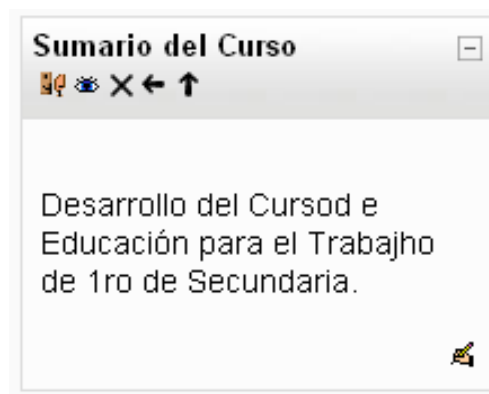 Sumario del Curso
Desarrollo del Cursod e
Educación para el Trabajho
de 1ro de Secundaria.